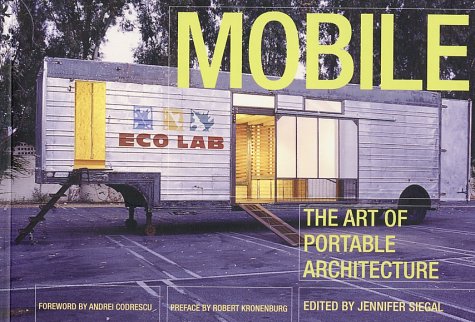 MOBILE
ECO LAB
THE ART OF
PORTABLE
ARCHITECTURE
FOREWORD BY ANDREI CODRESCU
PREFACE BY ROBERT KRONENBURG
EDITED BY JENNIFER SIEGAL